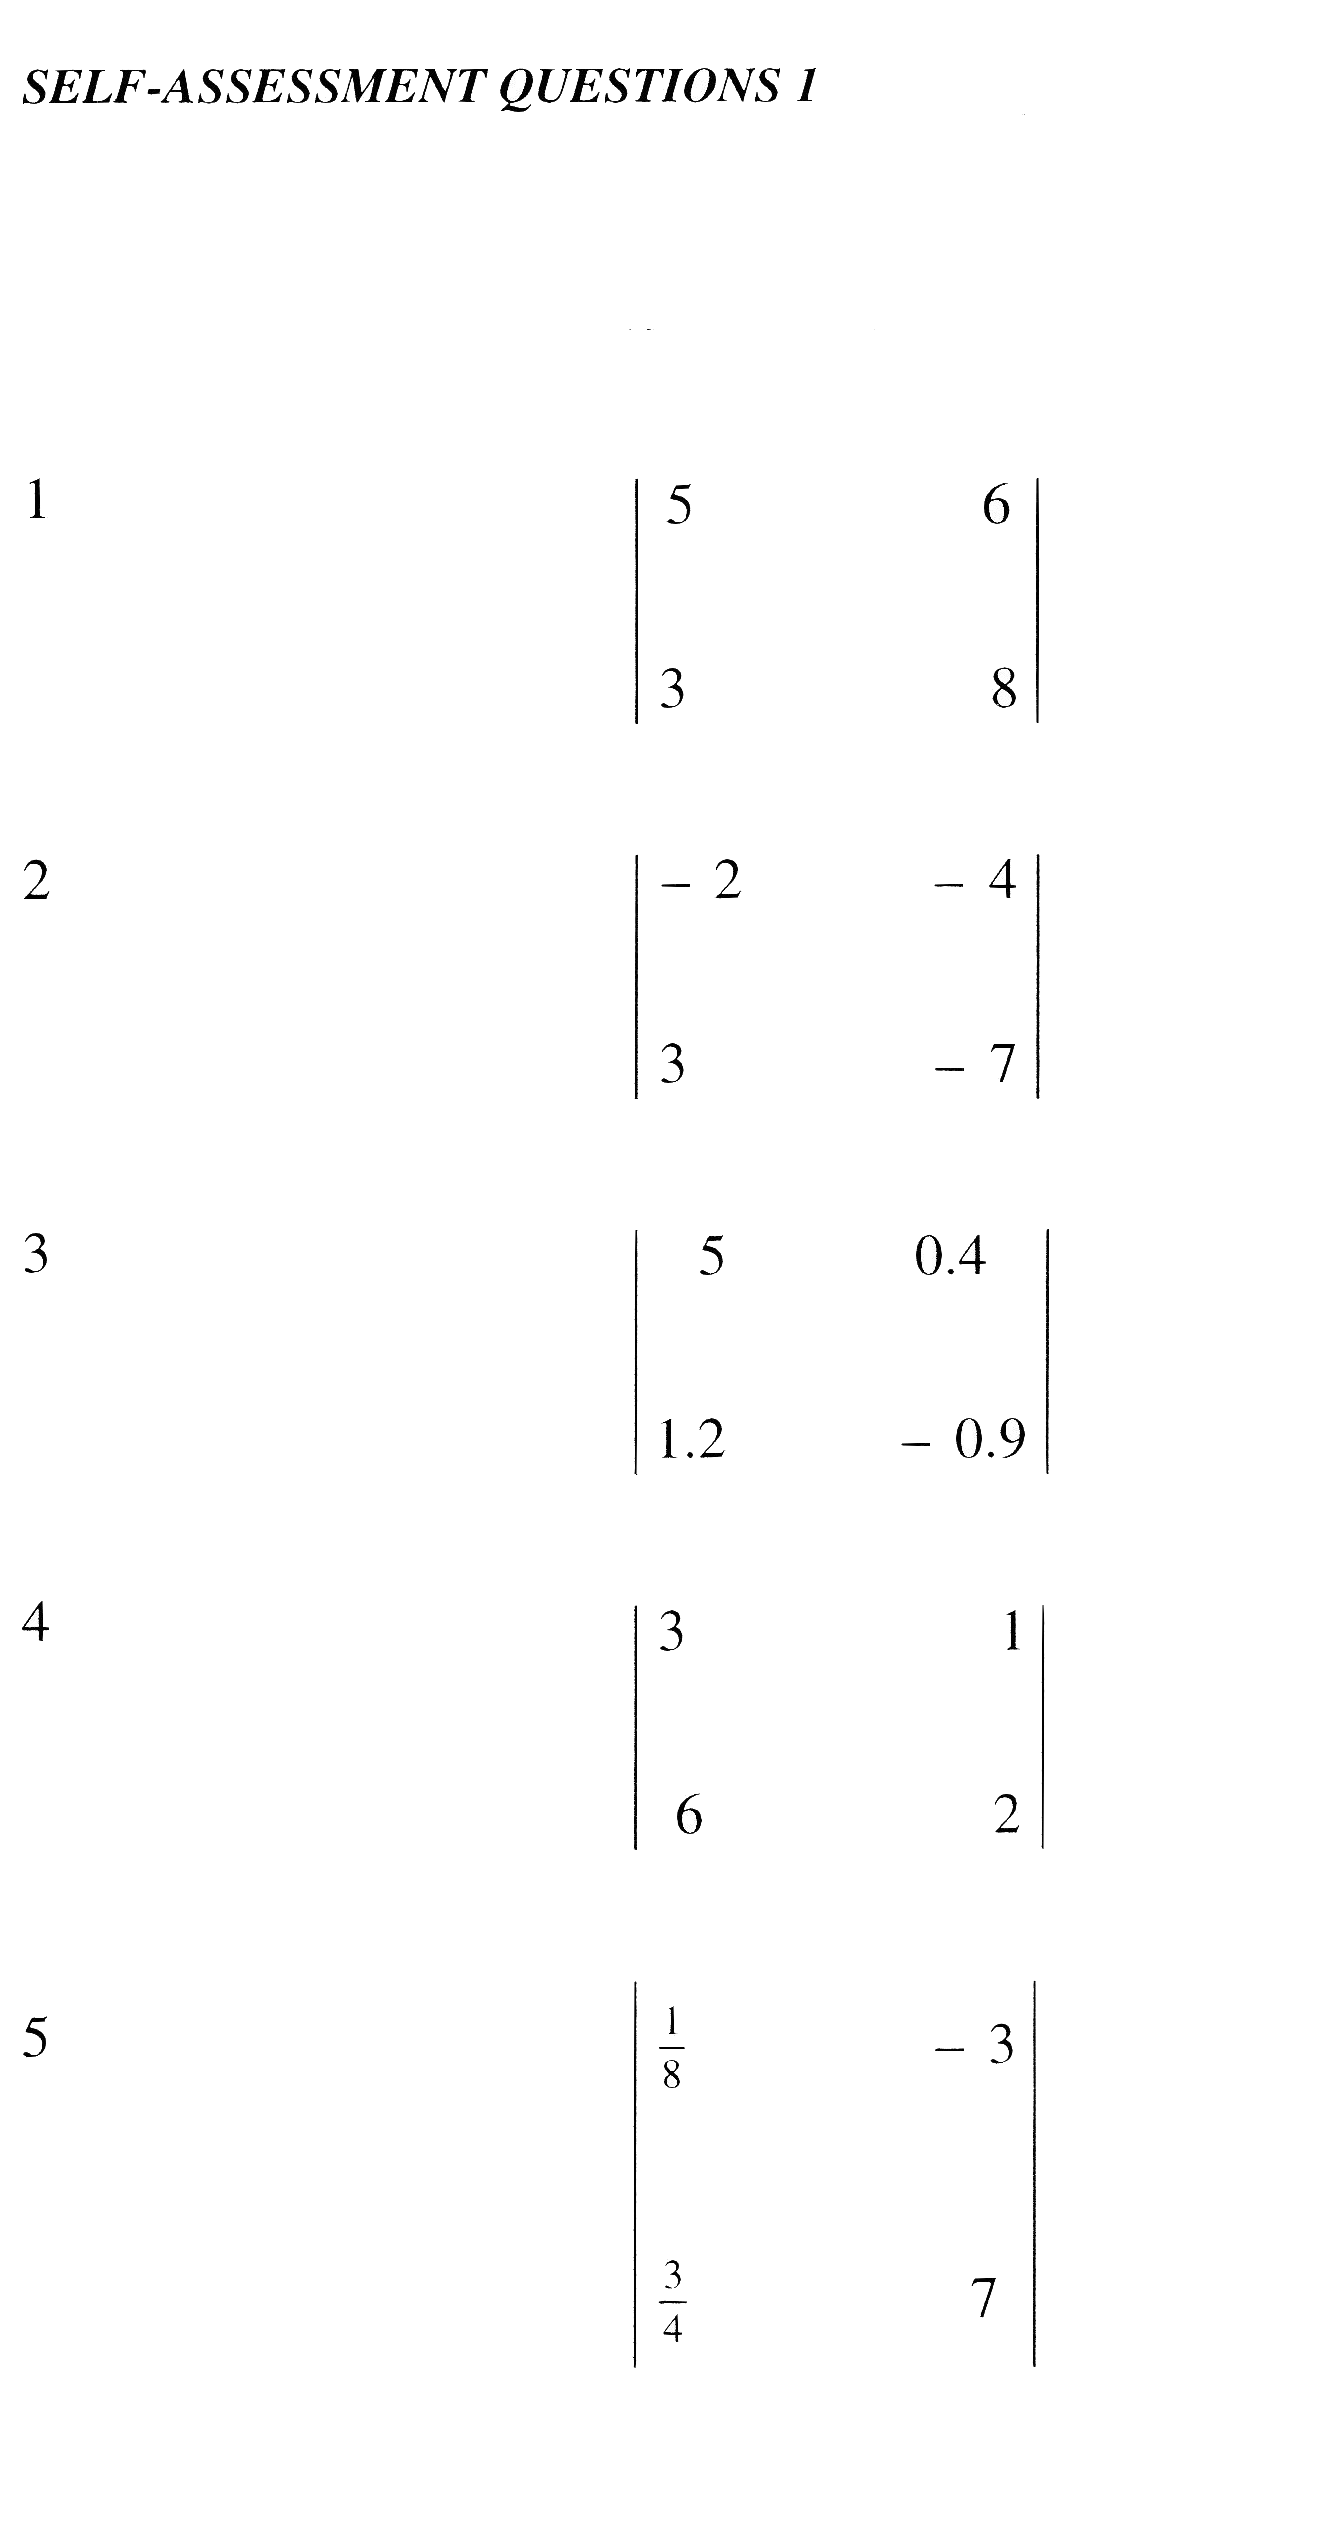 SELF-ASSESSMENT QUESTIONS 1
1 | 5 6 |
| 3 8 |
2 | – 2 – 4 |
| 3 – 7 |
3 | 5 0.4 |
| 1.2 – 0.9 |
4 | 3 1 |
| 6 2 |
5 | 1/8 – 3 |
| 3/4 7 |